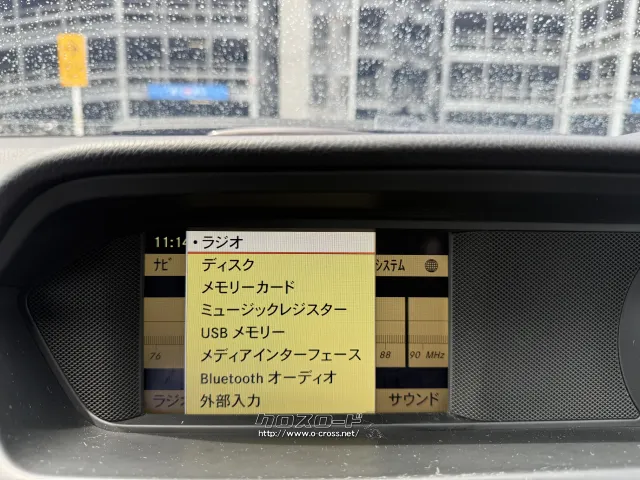 11:14
・ラジオ
ナビ
システム
ディスク
メモリーカード
ミュージックレジスター
USB メモリー
メディアインターフェース
76
88 90 MHz
Bluetooth オーディオ
ラジオ
外部入力
サウンド
クロスロード
http://www.o-cross.net/